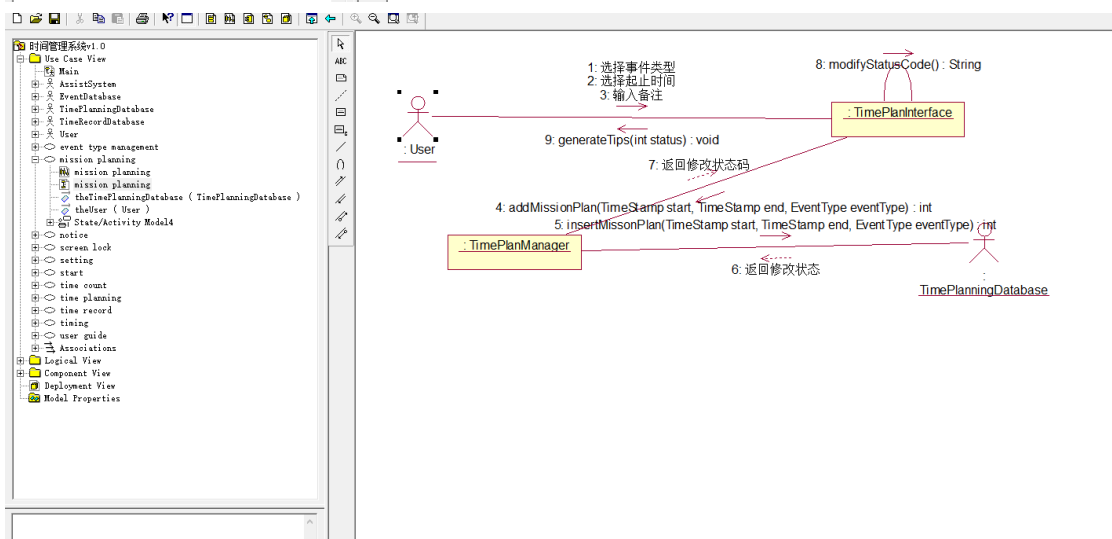 时间管理系统v1.0
Use Case View
Main
AssistSystem
EventDatabase
TimePlanningDatabase
TimeRecordDatabase
User
event type management
mission planning
mission planning
mission planning
theTimePlanningDatabase ( TimePlanningDatabase )
theUser ( User )
State/Activity Model4
notice
screen lock
setting
start
time count
time planning
time record
timing
user guide
Associations
Logical View
Component View
Deployment View
Model Properties
ABC
1: 选择事件类型
2: 选择起止时间
3: 输入备注
8: modifyStatusCode() : String
: TimePlanInterface
: User
9: generateTips(int status) : void
7: 返回修改状态码
4: addMissionPlan(TimeStamp start, TimeStamp end, EventType eventType) : int
5: insertMissonPlan(TimeStamp start, TimeStamp end, EventType eventType) : int
: TimePlanManager
6: 返回修改状态
:
TimePlanningDatabase